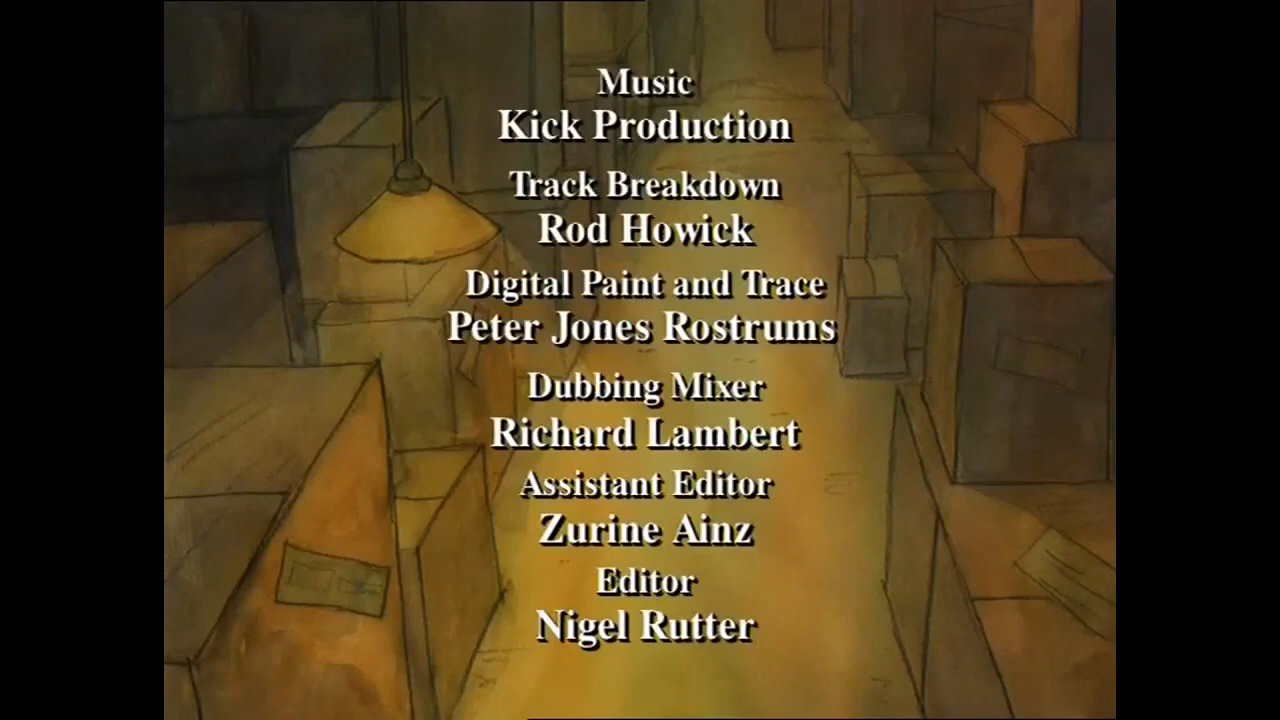 Music
Kick Production
Track Breakdown
Rod Howick
Digital Paint and Trace
Peter Jones Rostrums
Dubbing Mixer
Richard Lambert
Assistant Editor
Zurine Ainz
Editor
Nigel Rutter